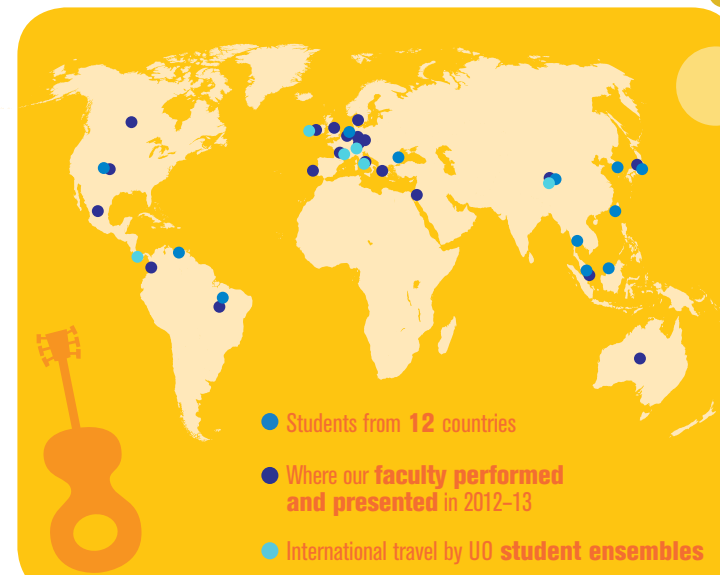 Students from 12 countries
Where our faculty performed
and presented in 2012–13
International travel by UO student ensembles